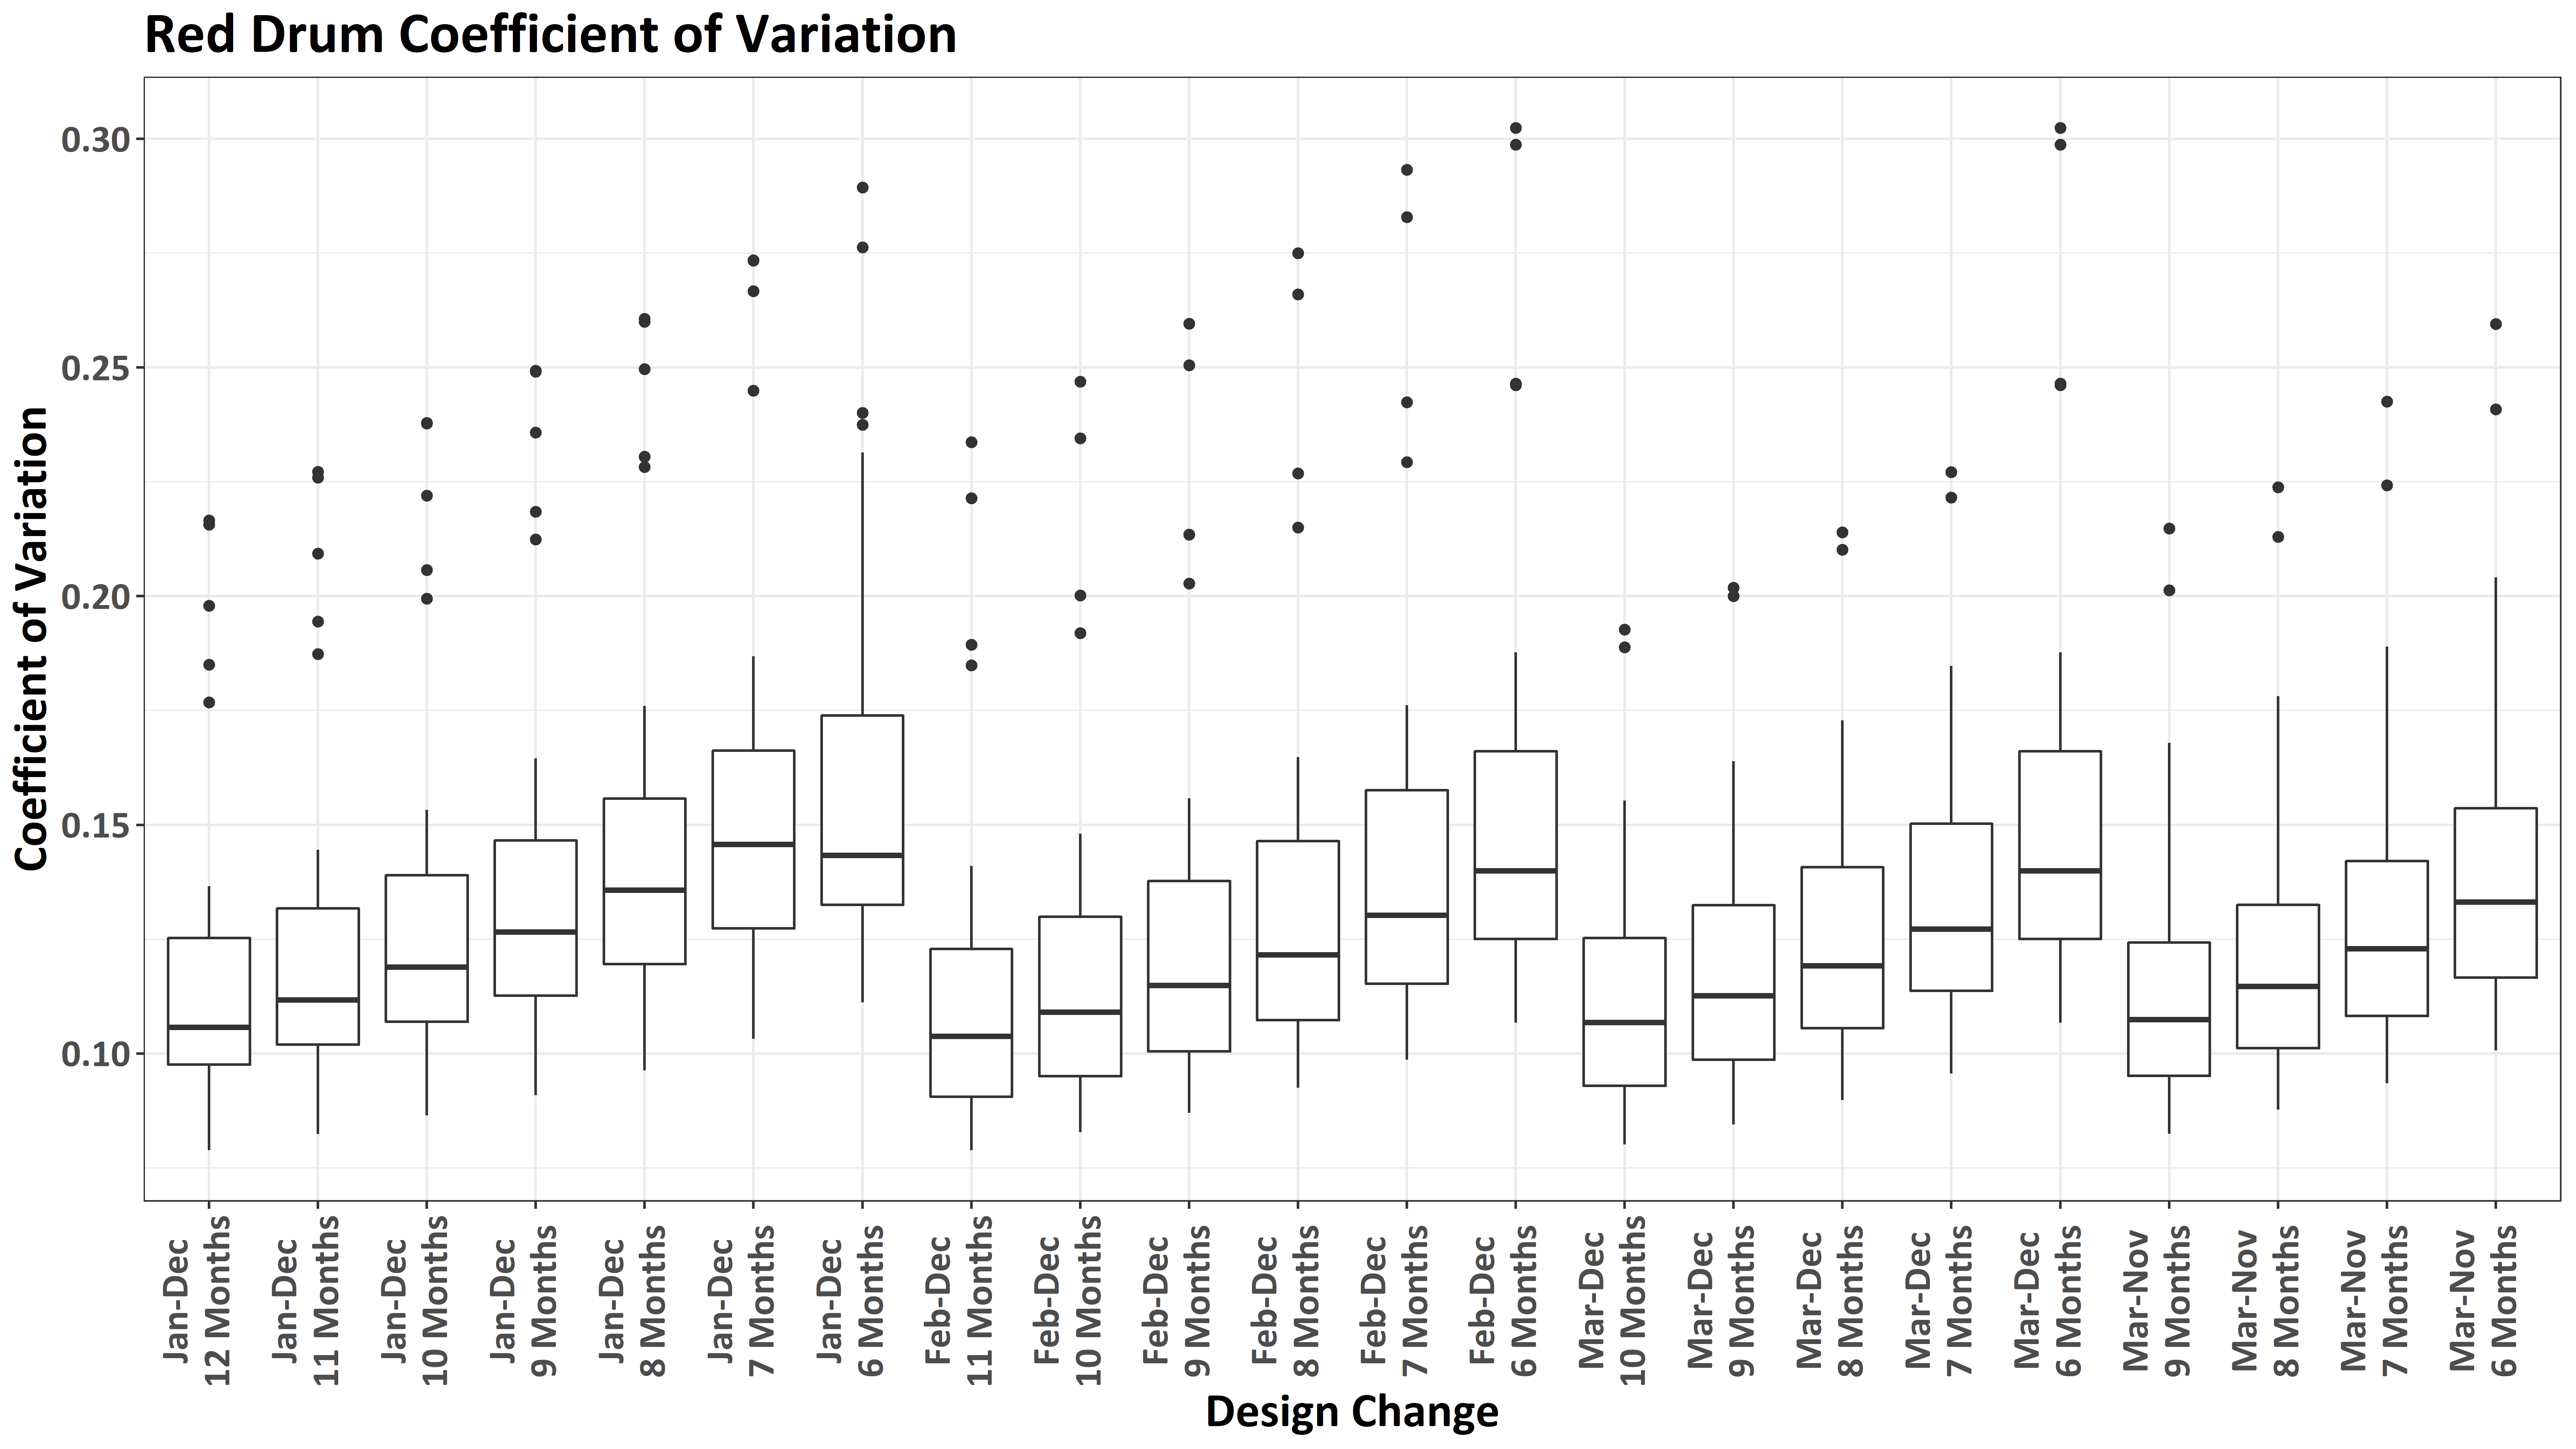 Red Drum Coefficient of Variation
Coefficient of Variation
0.30
0.25
0.20
0.15
0.10
Jan-Dec
12 Months
Jan-Dec
11 Months
Jan-Dec
10 Months
Jan-Dec
9 Months
Jan-Dec
8 Months
Jan-Dec
7 Months
Jan-Dec
6 Months
Feb-Dec
11 Months
Feb-Dec
10 Months
Feb-Dec
9 Months
Feb-Dec
8 Months
Feb-Dec
7 Months
Feb-Dec
6 Months
Mar-Dec
10 Months
Mar-Dec
9 Months
Mar-Dec
8 Months
Mar-Dec
7 Months
Mar-Dec
6 Months
Mar-Nov
9 Months
Mar-Nov
8 Months
Mar-Nov
7 Months
Mar-Nov
6 Months
Design Change